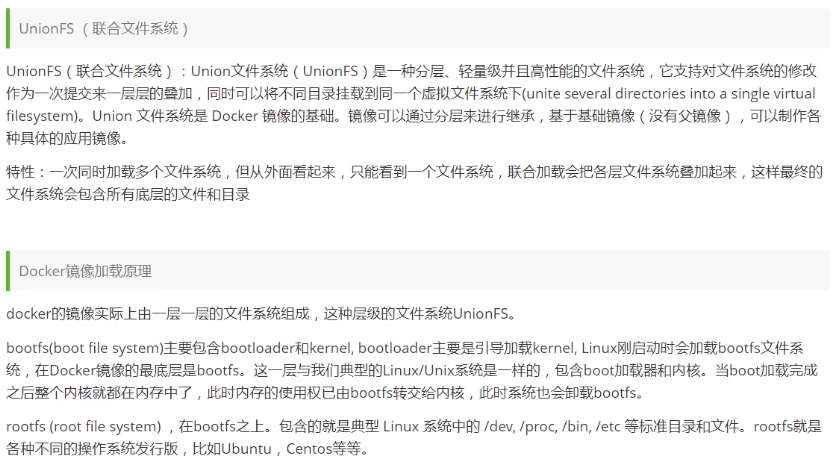 UnionFS （联合文件系统）
UnionFS（联合文件系统）：Union文件系统（UnionFS）是一种分层、轻量级并且高性能的文件系统，它支持对文件系统的修改
作为一次提交来一层层的叠加，同时可以将不同目录挂载到同一个虚拟文件系统下(unite several directories into a single virtual
filesystem)。Union 文件系统是 Docker 镜像的基础。镜像可以通过分层来进行继承，基于基础镜像（没有父镜像），可以制作各
种具体的应用镜像。
特性：一次同时加载多个文件系统，但从外面看起来，只能看到一个文件系统，联合加载会把各层文件系统叠加起来，这样最终的
文件系统会包含所有底层的文件和目录
Docker镜像加载原理
docker的镜像实际上由一层一层的文件系统组成，这种层级的文件系统UnionFS。
bootfs(boot file system)主要包含bootloader和kernel, bootloader主要是引导加载kernel, Linux刚启动时会加载bootfs文件系
统，在Docker镜像的最底层是bootfs。这一层与我们典型的Linux/Unix系统是一样的，包含boot加载器和内核。当boot加载完成
之后整个内核就都在内存中了，此时内存的使用权已由bootfs转交给内核，此时系统也会卸载bootfs。
rootfs (root file system) ，在bootfs之上。包含的就是典型 Linux 系统中的 /dev, /proc, /bin, /etc 等标准目录和文件。rootfs就是
各种不同的操作系统发行版，比如Ubuntu，Centos等等。